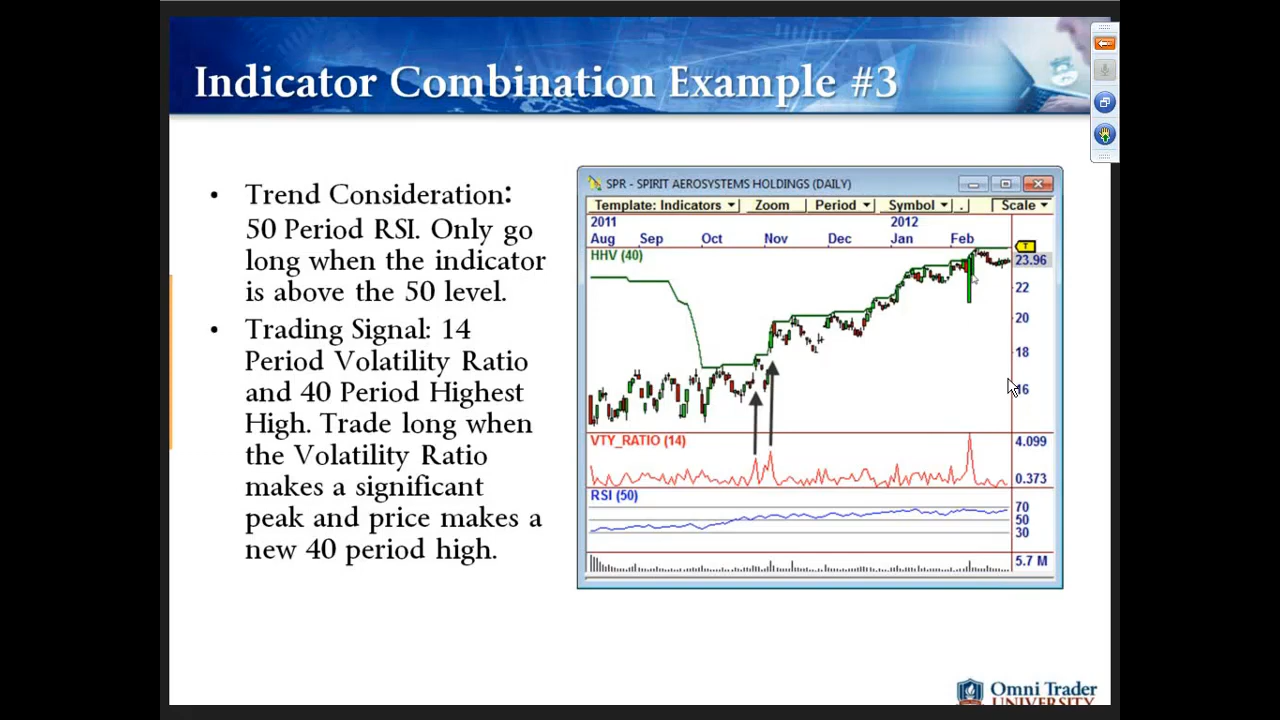 Indicator Combination Example #3
• Trend Consideration:
50 Period RSI. Only go
long when the indicator
is above the 50 level.
• Trading Signal: 14
Period Volatility Ratio
and 40 Period Highest
High. Trade long when
the Volatility Ratio
makes a significant
peak and price makes a
new 40 period high.
SPR - SPIRIT AEROSYSTEMS HOLDINGS (DAILY)
Template: Indicators Zoom Period Symbol . Scale
2011 2012
Aug Sep Oct Nov Dec Jan Feb
HHV (40)
T
23.96
22
20
18
16
VTY_RATIO (14)
4.099
0.373
RSI (50)
70
50
30
5.7 M
Omni Trader
UNIVERSITY